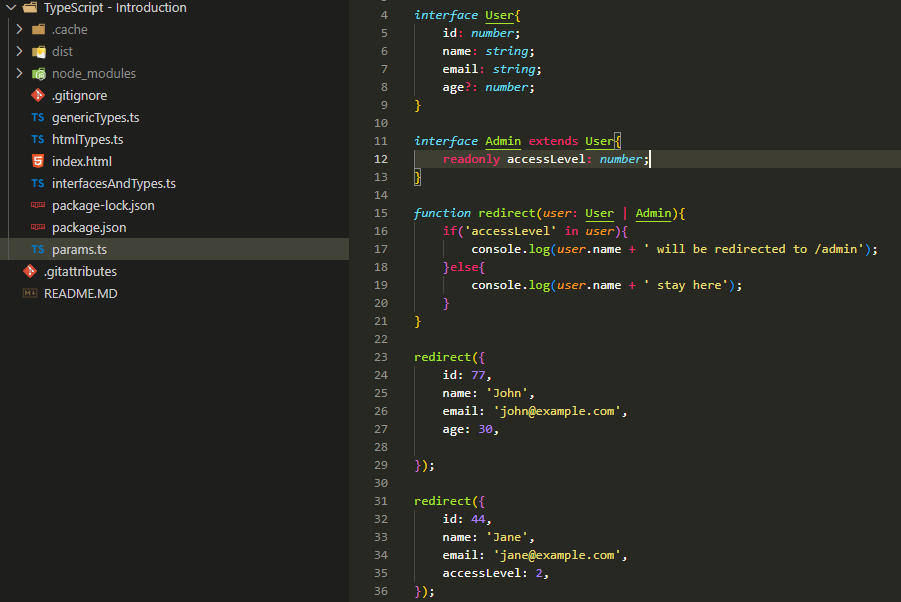 TypeScript - Introduction
.cache
dist
node_modules
.gitignore
TS genericTypes.ts
TS htmlTypes.ts
index.html
TS interfacesAndTypes.ts
package-lock.json
package.json
TS params.ts
.gitattributes
README.MD
4 interface User{
5     id: number;
6     name: string;
7     email: string;
8     age?: number;
9 }
10
11 interface Admin extends User{
12     readonly accessLevel: number;
13 }
14
15 function redirect(user: User | Admin){
16     if('accessLevel' in user){
17         console.log(user.name + ' will be redirected to /admin');
18     }else{
19         console.log(user.name + ' stay here');
20     }
21 }
22
23 redirect({
24     id: 77,
25     name: 'John',
26     email: 'john@example.com',
27     age: 30,
28
29 });
30
31 redirect({
32     id: 44,
33     name: 'Jane',
34     email: 'jane@example.com',
35     accessLevel: 2,
36 });